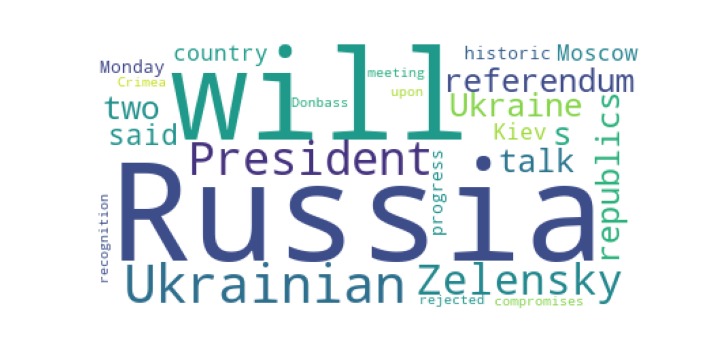 Will
country
historic
Moscow
Monday
Crimea
meeting
referendum
upon
Donbass
two
Ukraine
said
Kiev
s
President
talk
republics
progress
Russia
recognition
Ukrainian
Zelensky
rejected
compromises